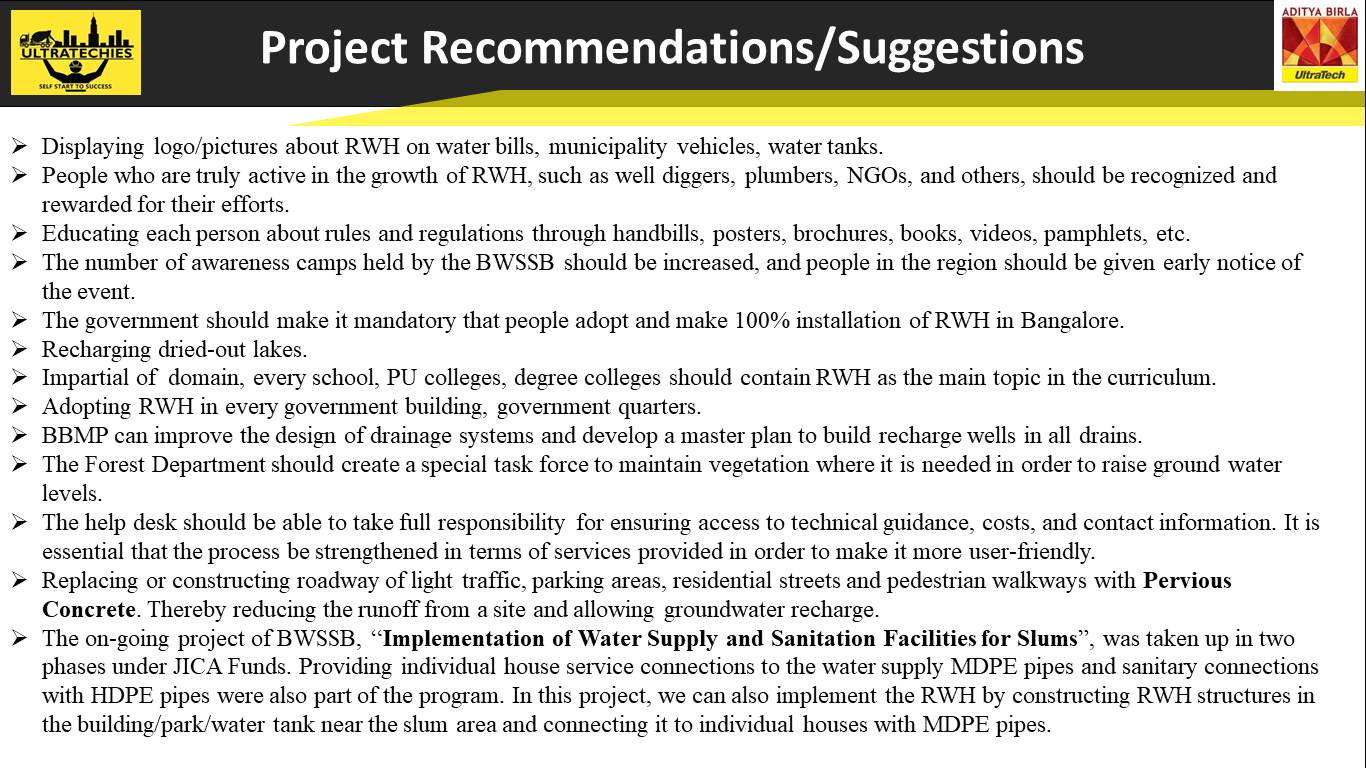 ULTRATECHIES
SELF START TO SUCCESS
Project Recommendations/Suggestions
ADITYA BIRLA
UltraTech
➢ Displaying logo/pictures about RWH on water bills, municipality vehicles, water tanks.
➢ People who are truly active in the growth of RWH, such as well diggers, plumbers, NGOs, and others, should be recognized and
rewarded for their efforts.
➢ Educating each person about rules and regulations through handbills, posters, brochures, books, videos, pamphlets, etc.
➢ The number of awareness camps held by the BWSSB should be increased, and people in the region should be given early notice of
the event.
➢ The government should make it mandatory that people adopt and make 100% installation of RWH in Bangalore.
➢ Recharging dried-out lakes.
➢ Impartial of domain, every school, PU colleges, degree colleges should contain RWH as the main topic in the curriculum.
➢ Adopting RWH in every government building, government quarters.
➢ BBMP can improve the design of drainage systems and develop a master plan to build recharge wells in all drains.
➢ The Forest Department should create a special task force to maintain vegetation where it is needed in order to raise ground water
levels.
➢ The help desk should be able to take full responsibility for ensuring access to technical guidance, costs, and contact information. It is
essential that the process be strengthened in terms of services provided in order to make it more user-friendly.
➢ Replacing or constructing roadway of light traffic, parking areas, residential streets and pedestrian walkways with Pervious
Concrete. Thereby reducing the runoff from a site and allowing groundwater recharge.
➢ The on-going project of BWSSB, “Implementation of Water Supply and Sanitation Facilities for Slums”, was taken up in two
phases under JICA Funds. Providing individual house service connections to the water supply MDPE pipes and sanitary connections
with HDPE pipes were also part of the program. In this project, we can also implement the RWH by constructing RWH structures in
the building/park/water tank near the slum area and connecting it to individual houses with MDPE pipes.